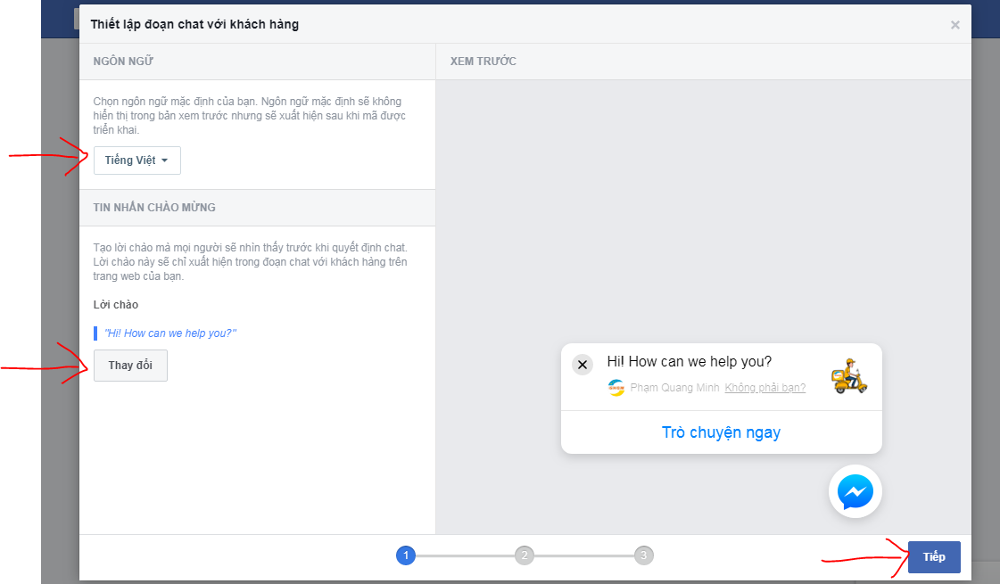 Thiết lập đoạn chat với khách hàng
NGÔN NGỮ
XEM TRƯỚC
Chọn ngôn ngữ mặc định của bạn. Ngôn ngữ mặc định sẽ không
hiển thị trong bản xem trước nhưng sẽ xuất hiện sau khi mã được
triển khai.
Tiếng Việt
TIN NHẮN CHÀO MỪNG
Tạo lời chào mà mọi người sẽ nhìn thấy trước khi quyết định chat.
Lời chào này sẽ chỉ xuất hiện trong đoạn chat với khách hàng trên
trang web của bạn.
Lời chào
"Hi! How can we help you?"
Thay đổi
Hi! How can we help you?
Phạm Quang Minh Không phải bạn?
Trò chuyện ngay
1
2
3
Tiếp